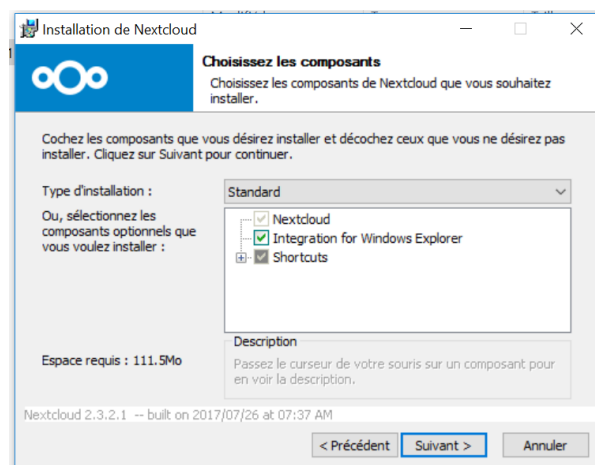 Installation de Nextcloud
Choisissez les composants
Choisissez les composants de Nextcloud que vous souhaitez
installer.
Cochez les composants que vous désirez installer et décochez ceux que vous ne désirez pas
installer. Cliquez sur Suivant pour continuer.
Type d'installation :
Standard
Ou, sélectionnez les
composants optionnels que
vous voulez installer :
Nextcloud
Integration for Windows Explorer
Shortcuts
Espace requis : 111.5Mo
Description
Passez le curseur de votre souris sur un composant pour
en voir la description.
Nextcloud 2.3.2.1 -- built on 2017/07/26 at 07:37 AM
< Précédent
Suivant >
Annuler